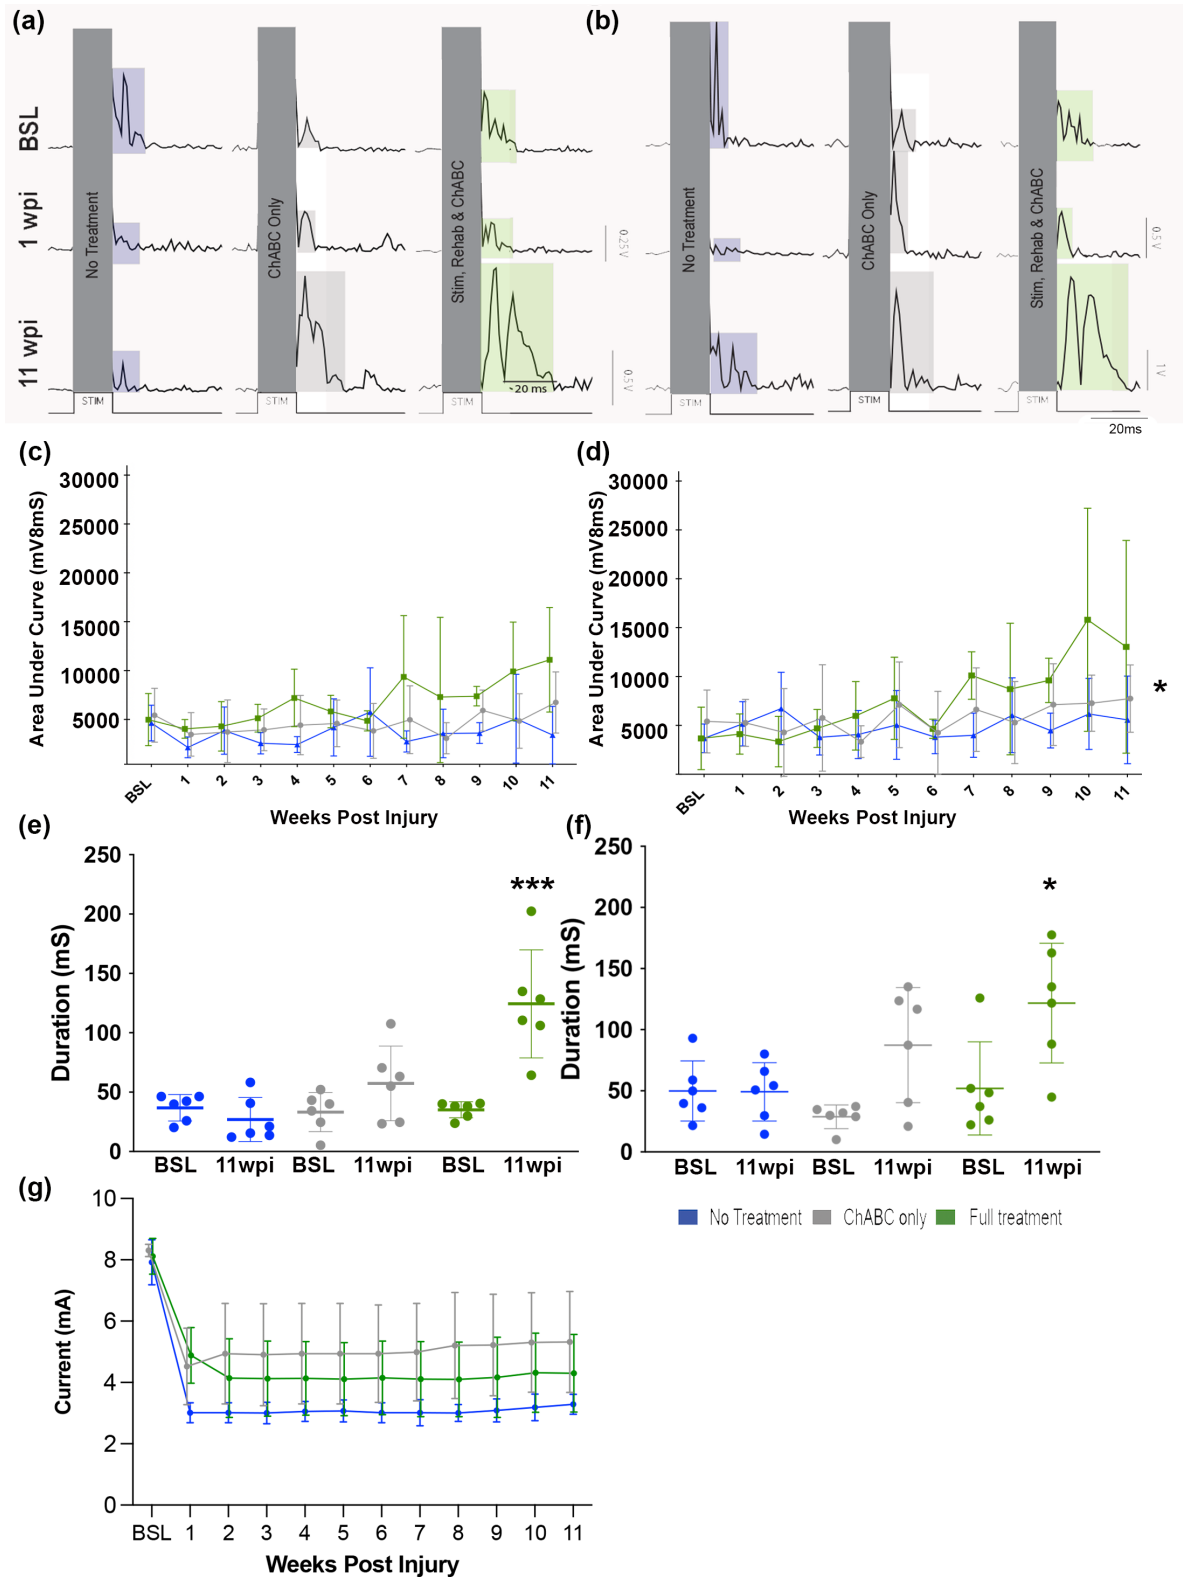 (a)
(b)
BSL
1 wpi
11 wpi
No Treatment
ChABC Only
Stim, Rehab & ChABC
0.25V
0.5V
20 ms
STIM
STIM
STIM
No Treatment
ChABC Only
Stim, Rehab & ChABC
0.5V
1V
STIM
STIM
STIM
20ms
(c)
Area Under Curve (mV8mS)
30000
25000
20000
15000
10000
5000
BSL 1 2 3 4 5 6 7 8 9 10 11
Weeks Post Injury
(d)
Area Under Curve (mV8mS)
30000
25000
20000
15000
10000
5000
*
BSL 1 2 3 4 5 6 7 8 9 10 11
Weeks Post Injury
(e)
Duration (mS)
250
200
150
100
50
0
***
BSL 11wpi BSL 11wpi BSL 11wpi
(f)
Duration (mS)
250
200
150
100
50
0
*
BSL 11wpi BSL 11wpi BSL 11wpi
No Treatment ChABC only Full treatment
(g)
Current (mA)
10
8
6
4
2
0
BSL 1 2 3 4 5 6 7 8 9 10 11
Weeks Post Injury